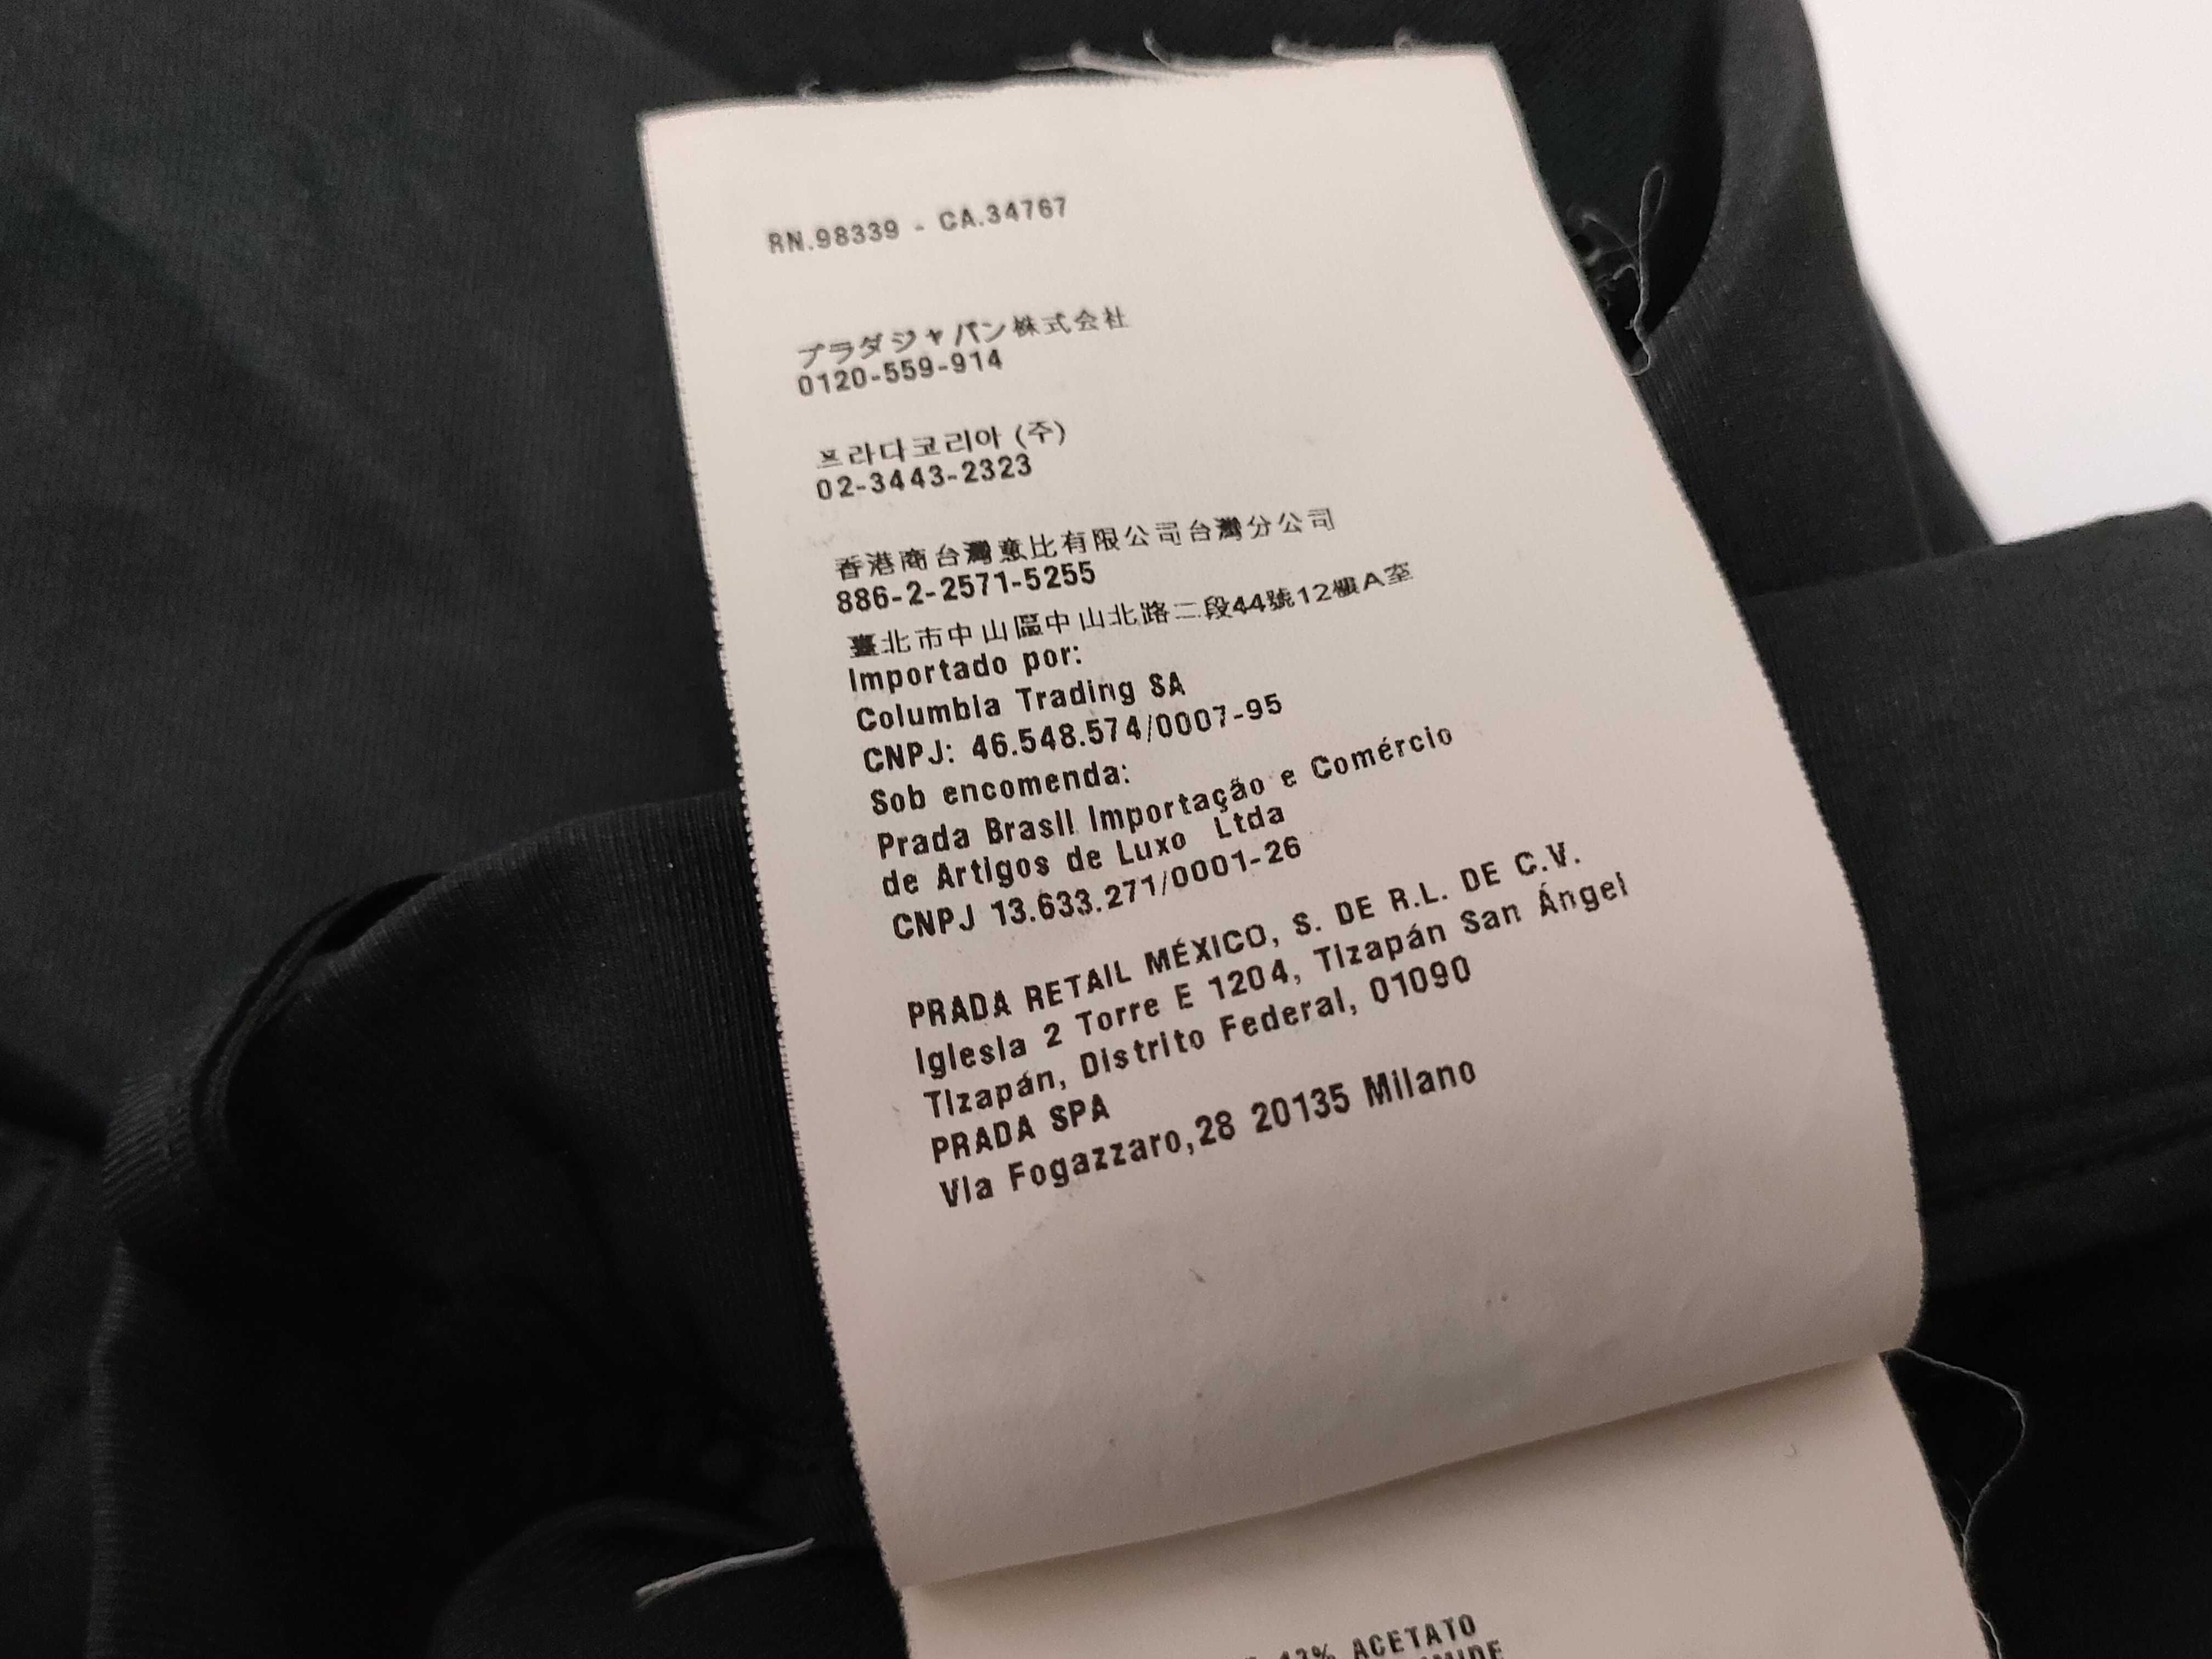 RN.98339 - CA.34767
プラダジャパン株式会社
0120-559-914
프라다코리아 (주)
02-3443-2323
香港商台灣意比有限公司台灣分公司
886-2-2571-5255
臺北市中山區中山北路二段44號12樓A室
Importado por:
Columbia Trading SA
CNPJ: 46.548.574/0007-95
Sob encomenda:
Prada Brasil Importação e Comércio
de Artigos de Luxo Ltda
CNPJ 13.633.271/0001-26
PRADA RETAIL MÉXICO, S. DE R.L. DE C.V.
Iglesia 2 Torre E 1204, Tizapán San Ángel
Tizapán, Distrito Federal, 01090
PRADA SPA
Via Fogazzaro,28 20135 Milano
13% ACETATO